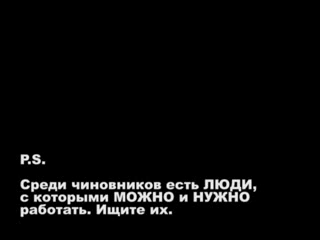 P.S.
Среди чиновников есть ЛЮДИ,
с которыми МОЖНО и НУЖНО
работать. Ищите их.